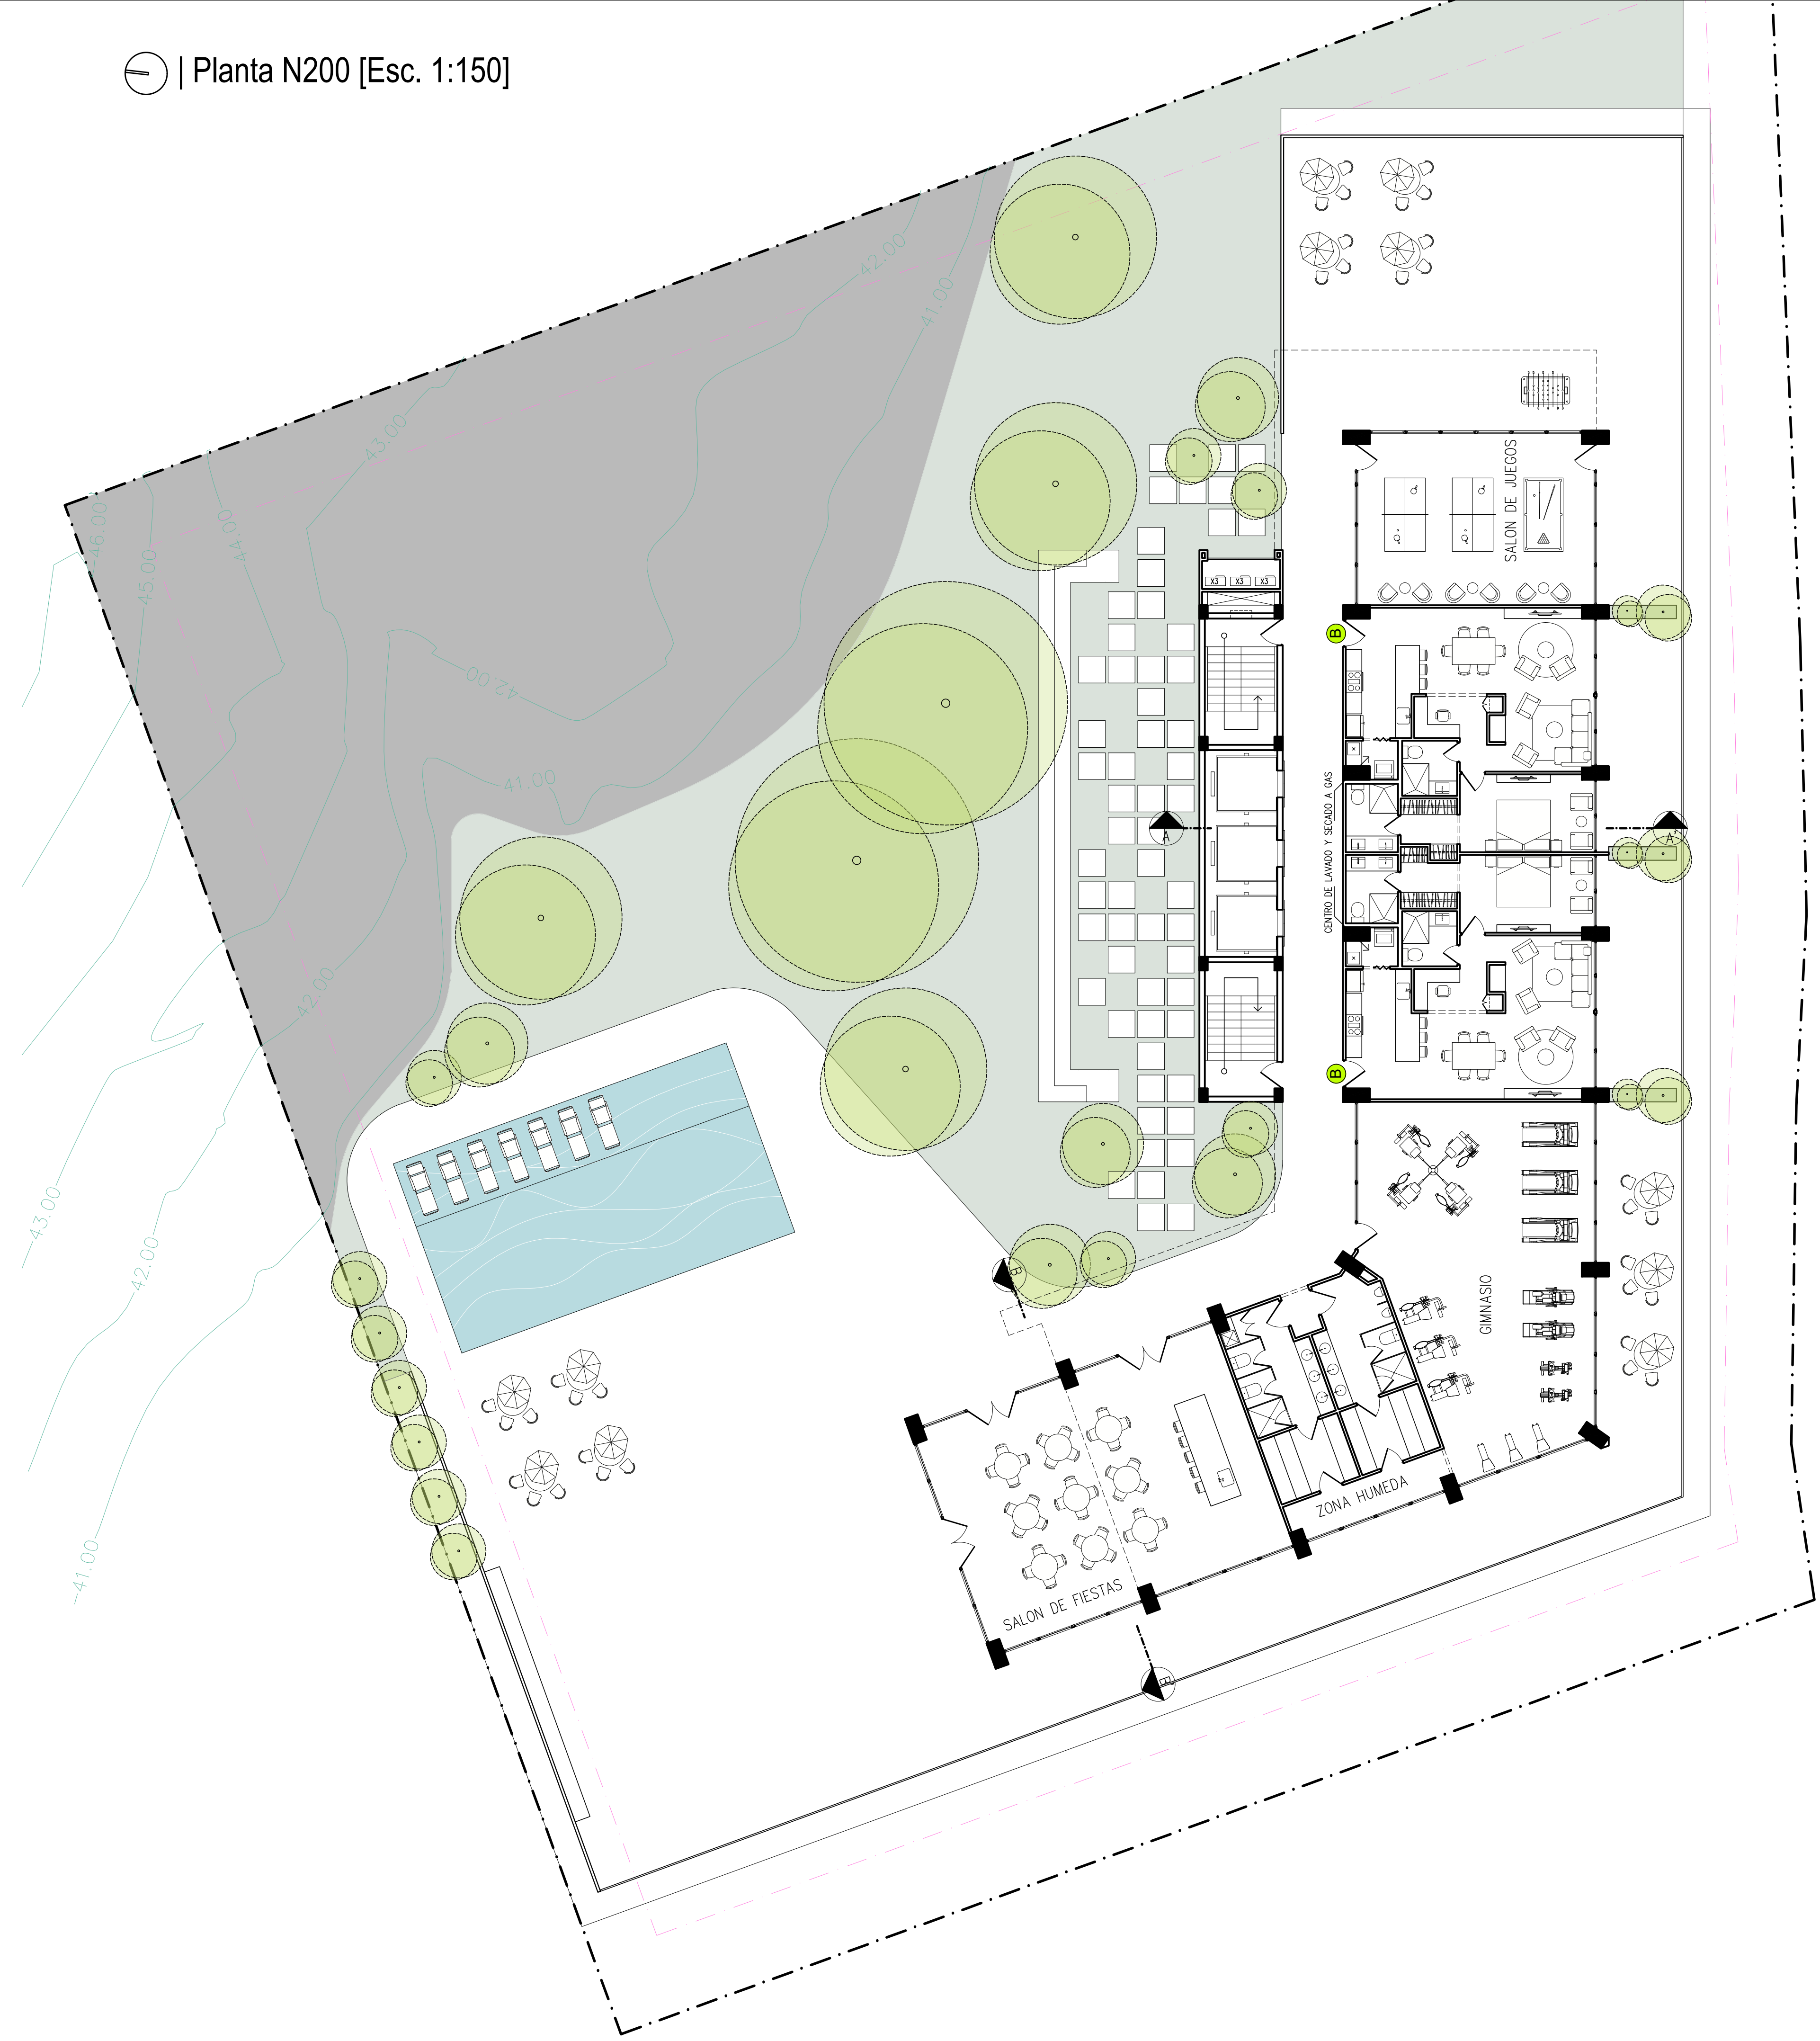 | Planta N200 [Esc. 1:150]
42.00
41.00
43.00
46.00
44.00
45.00
42.00
41.00
42.00
43.00
42.00
41.00
SALON DE JUEGOS
X3 X3 X3
B
CENTRO DE LAVADO Y SECADO A GAS
A
A'
B
B
GIMNASIO
ZONA HUMEDA
SALON DE FIESTAS
B'